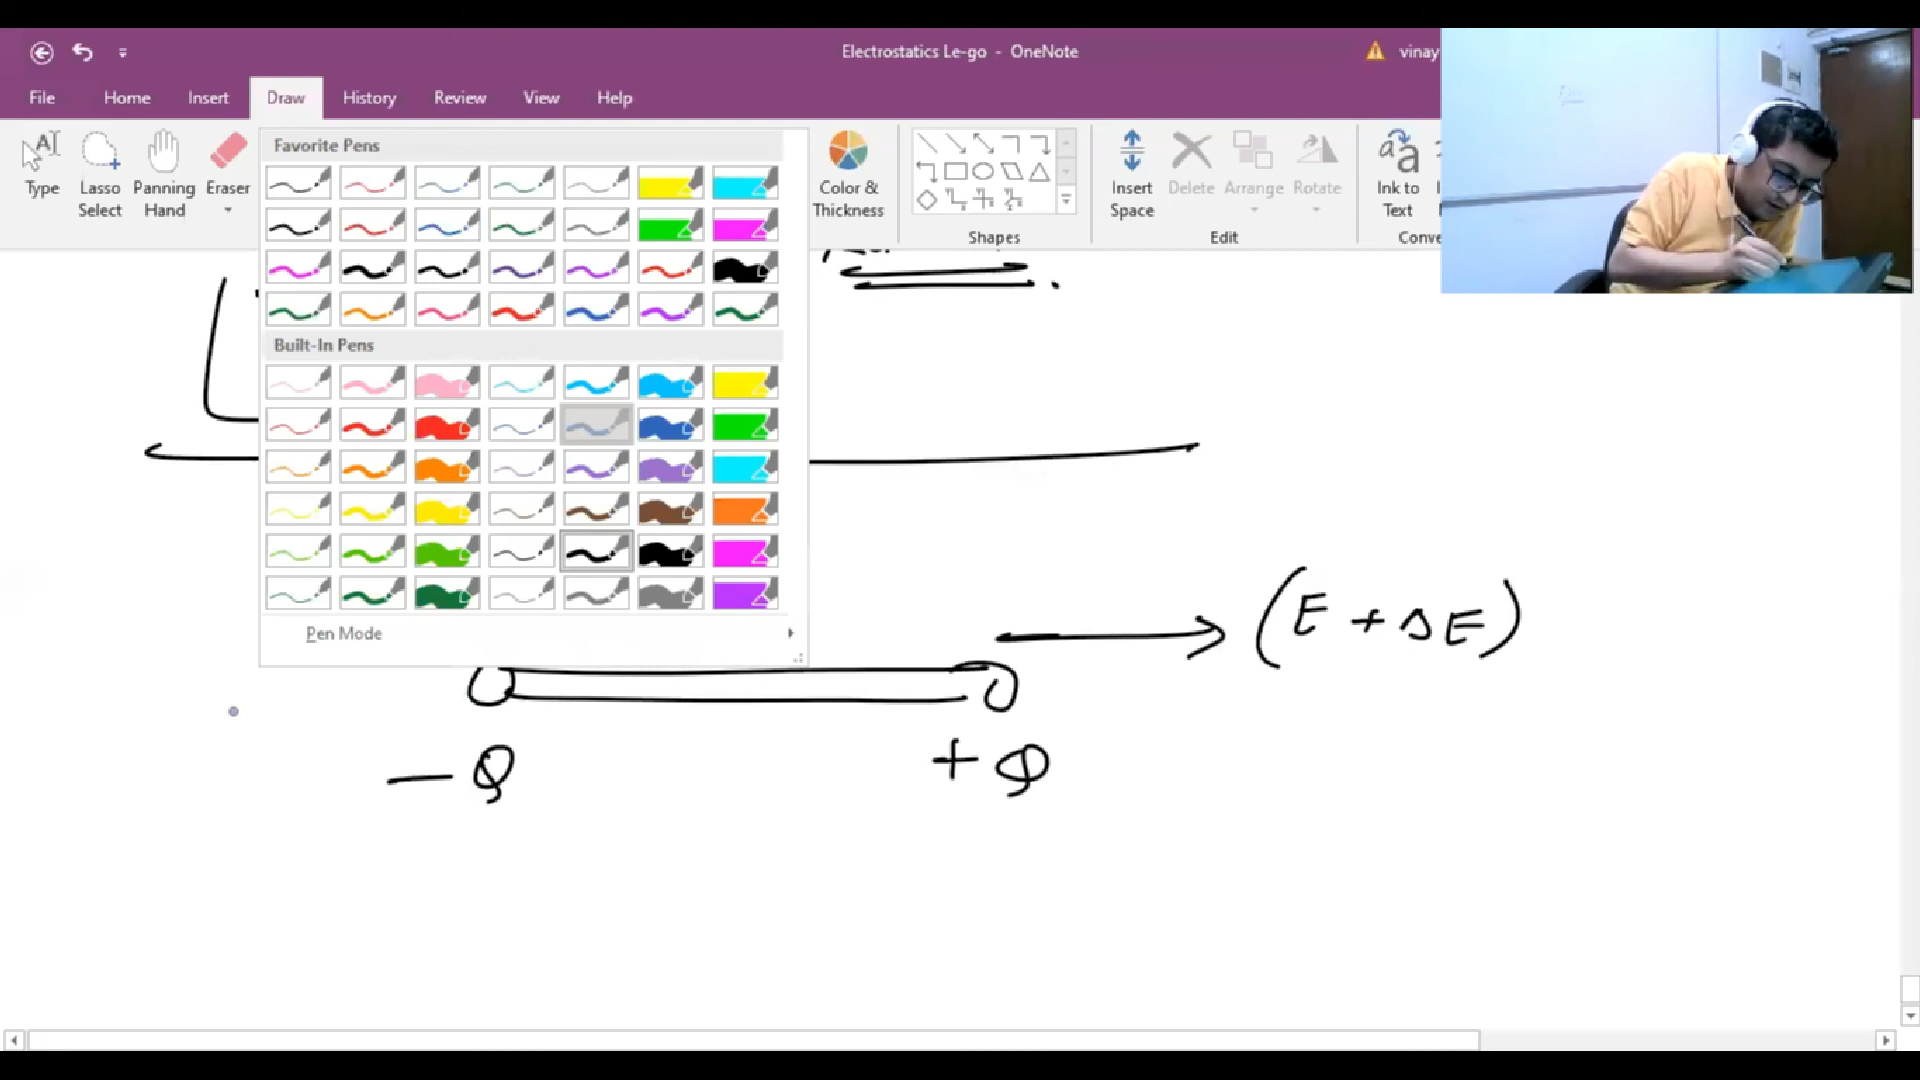 Electrostatics Le-go - OneNote
vinay
File Home Insert Draw History Review View Help
Type
Lasso Select
Panning Hand
Eraser
Favorite Pens
Built-In Pens
Pen Mode
Color & Thickness
Shapes
Insert Space
Delete
Arrange
Rotate
Edit
Ink to Text
Conve
(E + ΔE)
– Q
+ Q